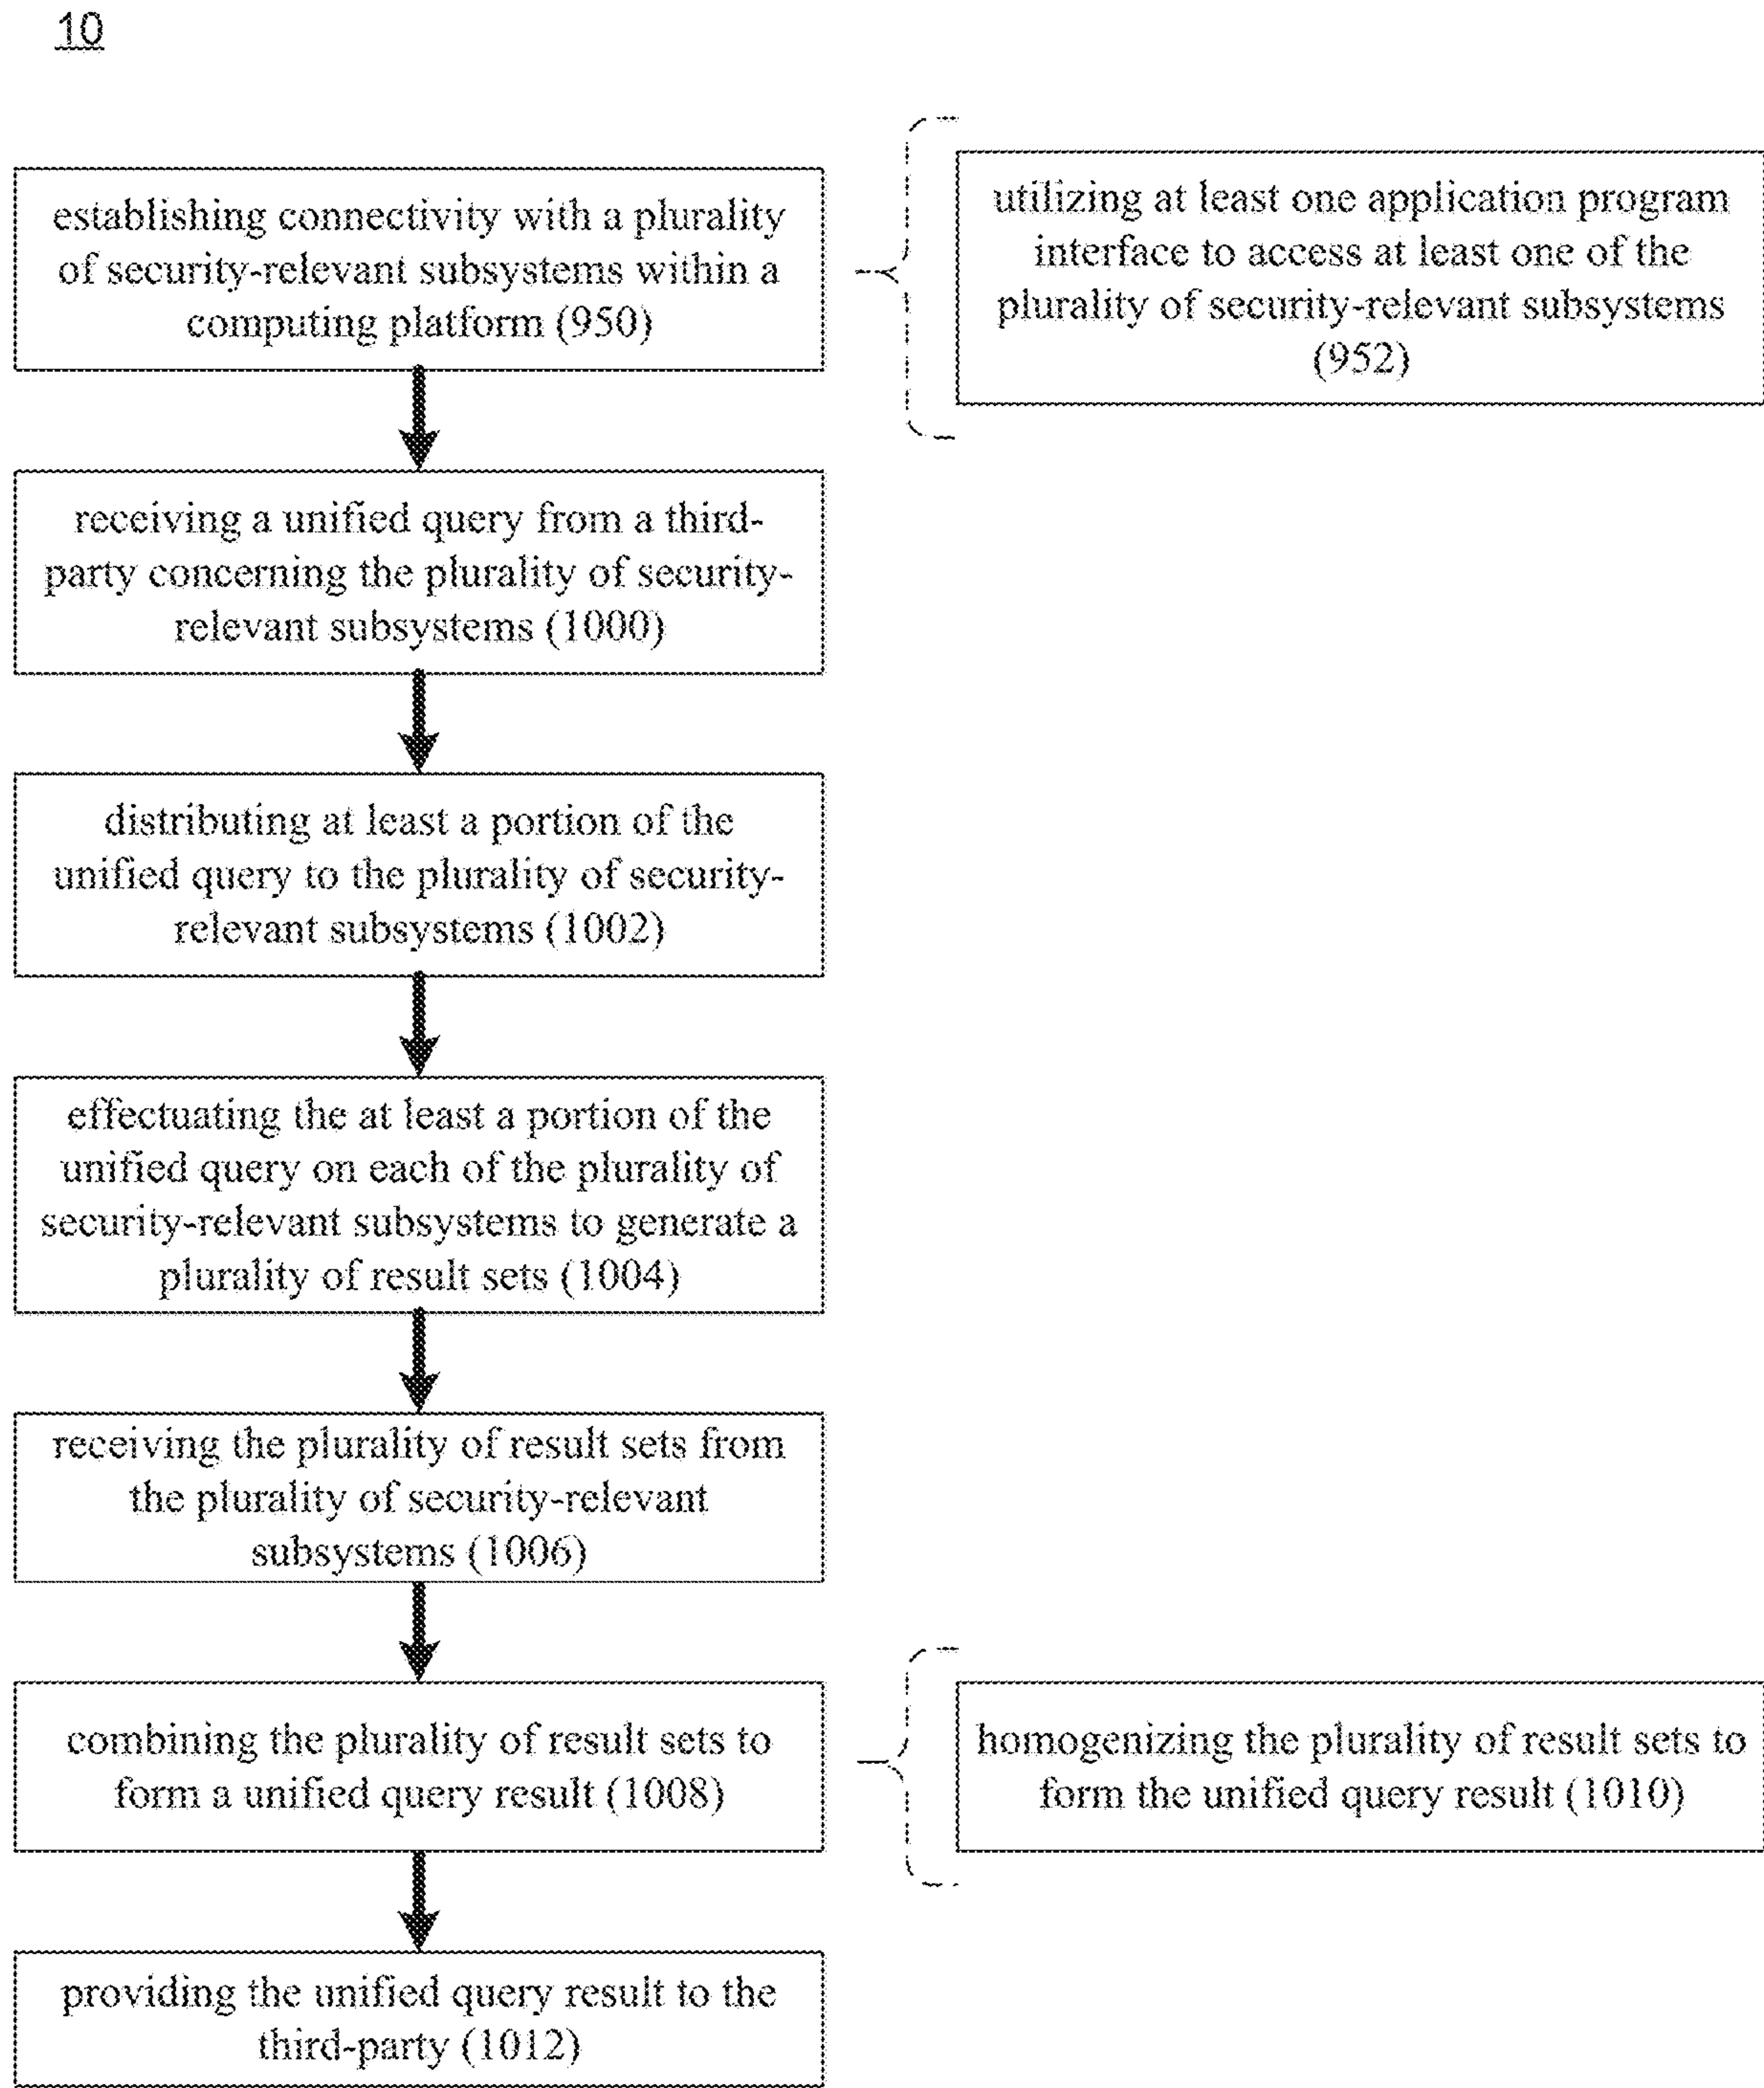 10
establishing connectivity with a plurality
of security-relevant subsystems within a
computing platform (950)
utilizing at least one application program
interface to access at least one of the
plurality of security-relevant subsystems
(952)
receiving a unified query from a third-
party concerning the plurality of security-
relevant subsystems (1000)
distributing at least a portion of the
unified query to the plurality of security-
relevant subsystems (1002)
effectuating the at least a portion of the
unified query on each of the plurality of
security-relevant subsystems to generate a
plurality of result sets (1004)
receiving the plurality of result sets from
the plurality of security-relevant
subsystems (1006)
combining the plurality of result sets to
form a unified query result (1008)
homogenizing the plurality of result sets to
form the unified query result (1010)
providing the unified query result to the
third-party (1012)